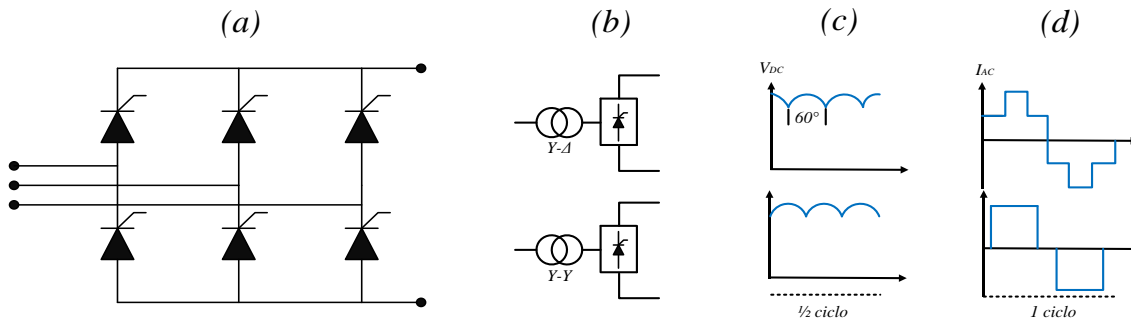 (a)
(b)
(c)
(d)
VDC
IAC
60°
Y-Δ
Y-Y
½ ciclo
1 ciclo